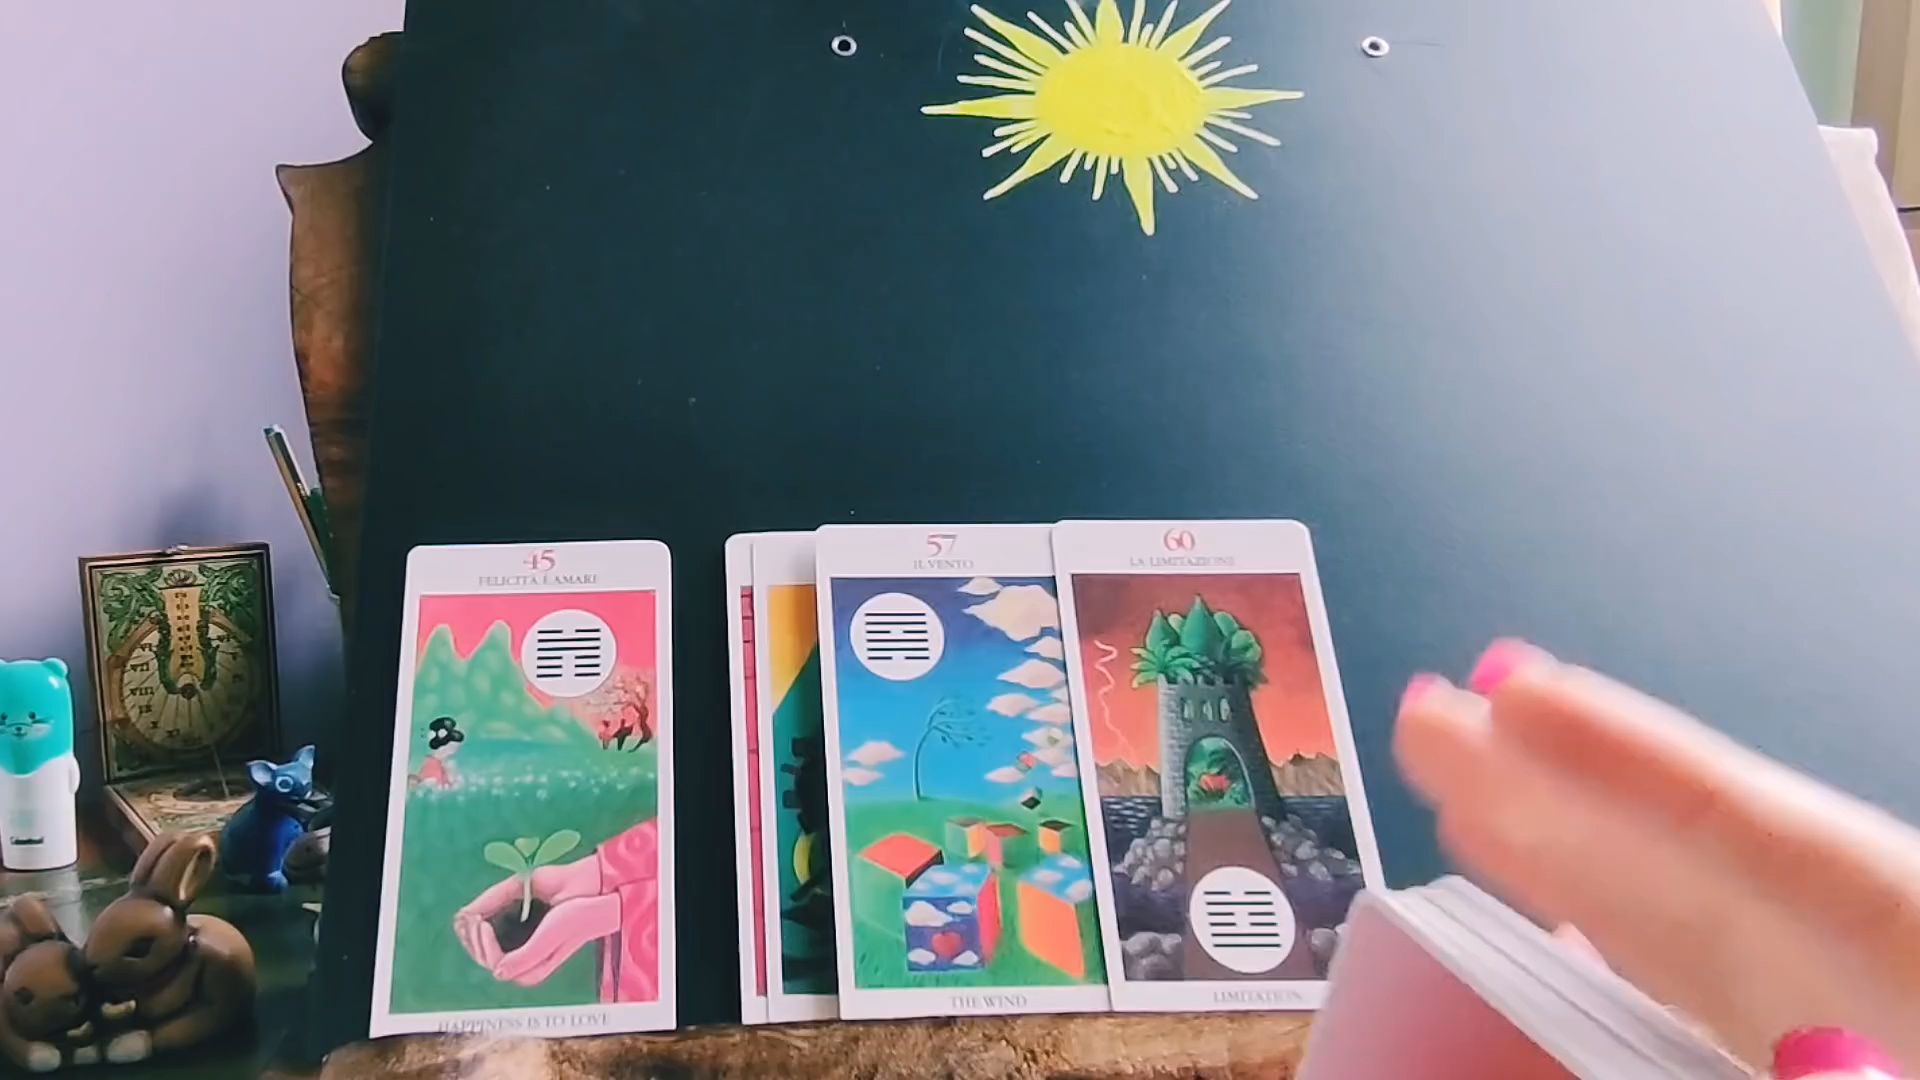 45
FELICITÀ È AMARE
HAPPINESS IS TO LOVE
57
IL VENTO
THE WIND
60
LA LIMITAZIONE
LIMITATION